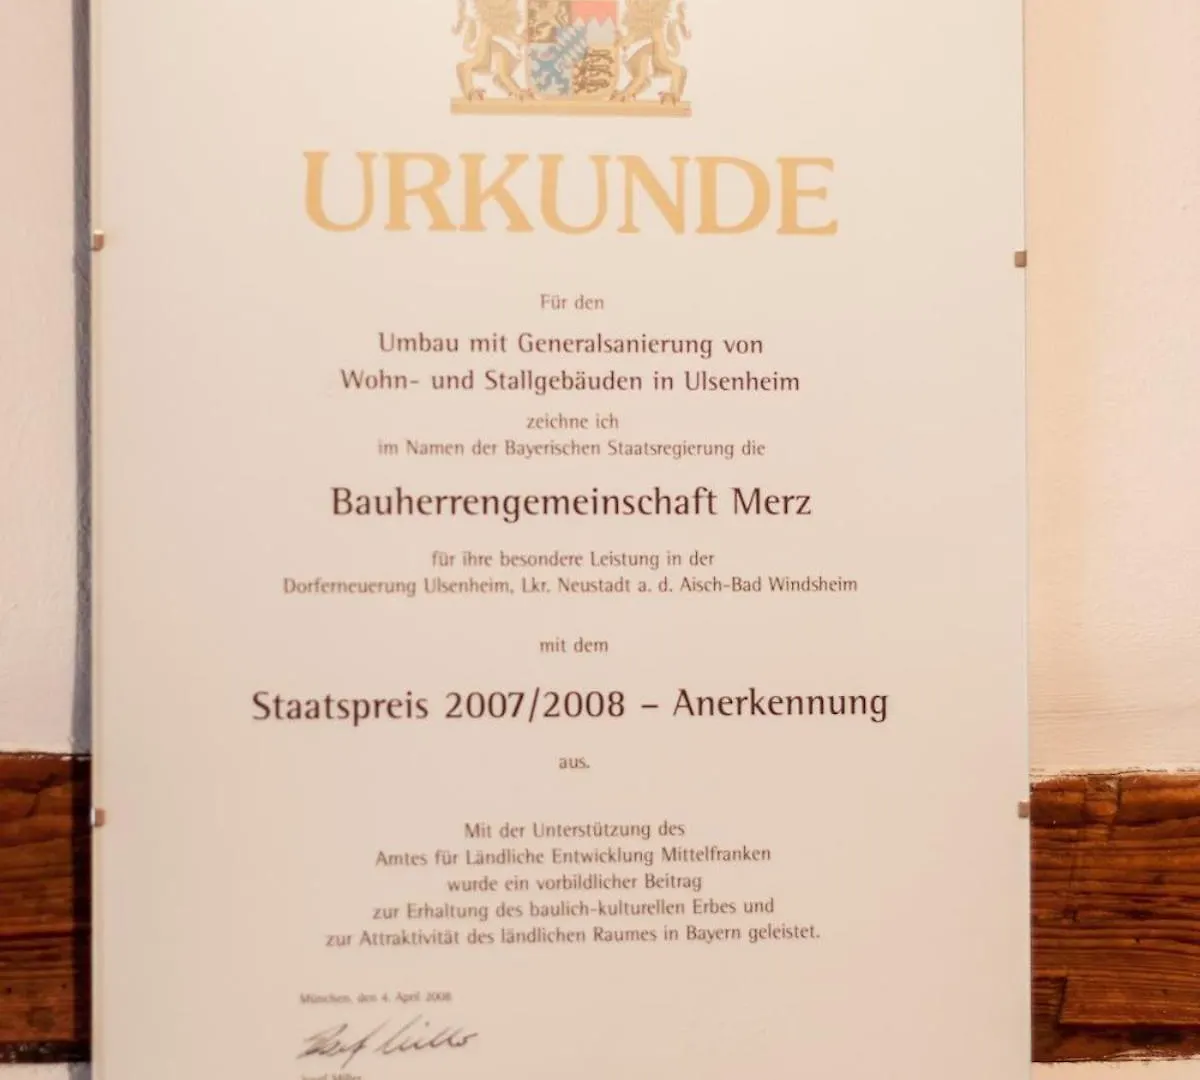 URKUNDE
Für den
Umbau mit Generalsanierung von
Wohn- und Stallgebäuden in Ulsenheim
zeichne ich
im Namen der Bayerischen Staatsregierung die
Bauherrengemeinschaft Merz
für ihre besondere Leistung in der
Dorferneuerung Ulsenheim, Lkr. Neustadt a. d. Aisch-Bad Windsheim
mit dem
Staatspreis 2007/2008 – Anerkennung
aus.
Mit der Unterstützung des
Amtes für Ländliche Entwicklung Mittelfranken
wurde ein vorbildlicher Beitrag
zur Erhaltung des baulich-kulturellen Erbes und
zur Attraktivität des ländlichen Raumes in Bayern geleistet.
München, den 4. April 2008
Josef Miller